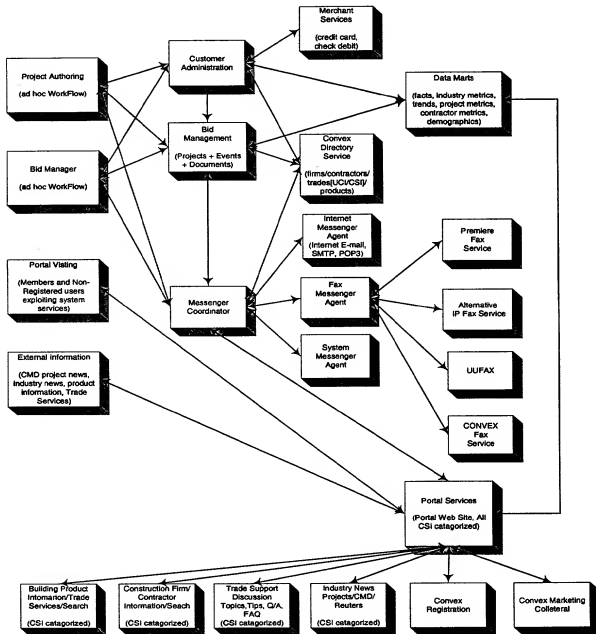 Merchant
Services
(credit card,
check debit)
Customer
Administration
Project Authoring
(ad hoc WorkFlow)
Data Marts
(facts, industry metrics,
trends, project metrics,
contractor metrics,
demographics)
Bid
Management
(Projects + Events
+ Documents)
Convex
Directory
Service
(firms/contractors/
trades[UCI/CSI]/
products)
Bid Manager
(ad hoc WorkFlow)
Internet
Messenger
Agent
(Internet E-mail,
SMTP, POP3)
Premiere
Fax
Service
Portal Visting
(Members and Non-
Registered users
exploiting system
services)
Messenger
Coordinator
Fax
Messenger
Agent
Alternative
IP Fax Service
System
Messenger
Agent
UUFAX
External Information
(CMD project news,
Industry news, product
information, Trade
Services)
CONVEX
Fax
Service
Portal Services
(Portal Web Site, All
CSI catagorized)
Building Product
Intomarion/Trade
Services/Search
(CSI catagorized)
Construction Firm/
Contractor
Information/Seach
(CSI catagorized)
Trade Support
Discussion
Topics,Tips, Q/A,
FAQ
(CSI catagorized)
Industry News
Projects/CMD/
Reuters
(CSI catagorized)
Convex
Registration
Convex Marketing
Colleteral